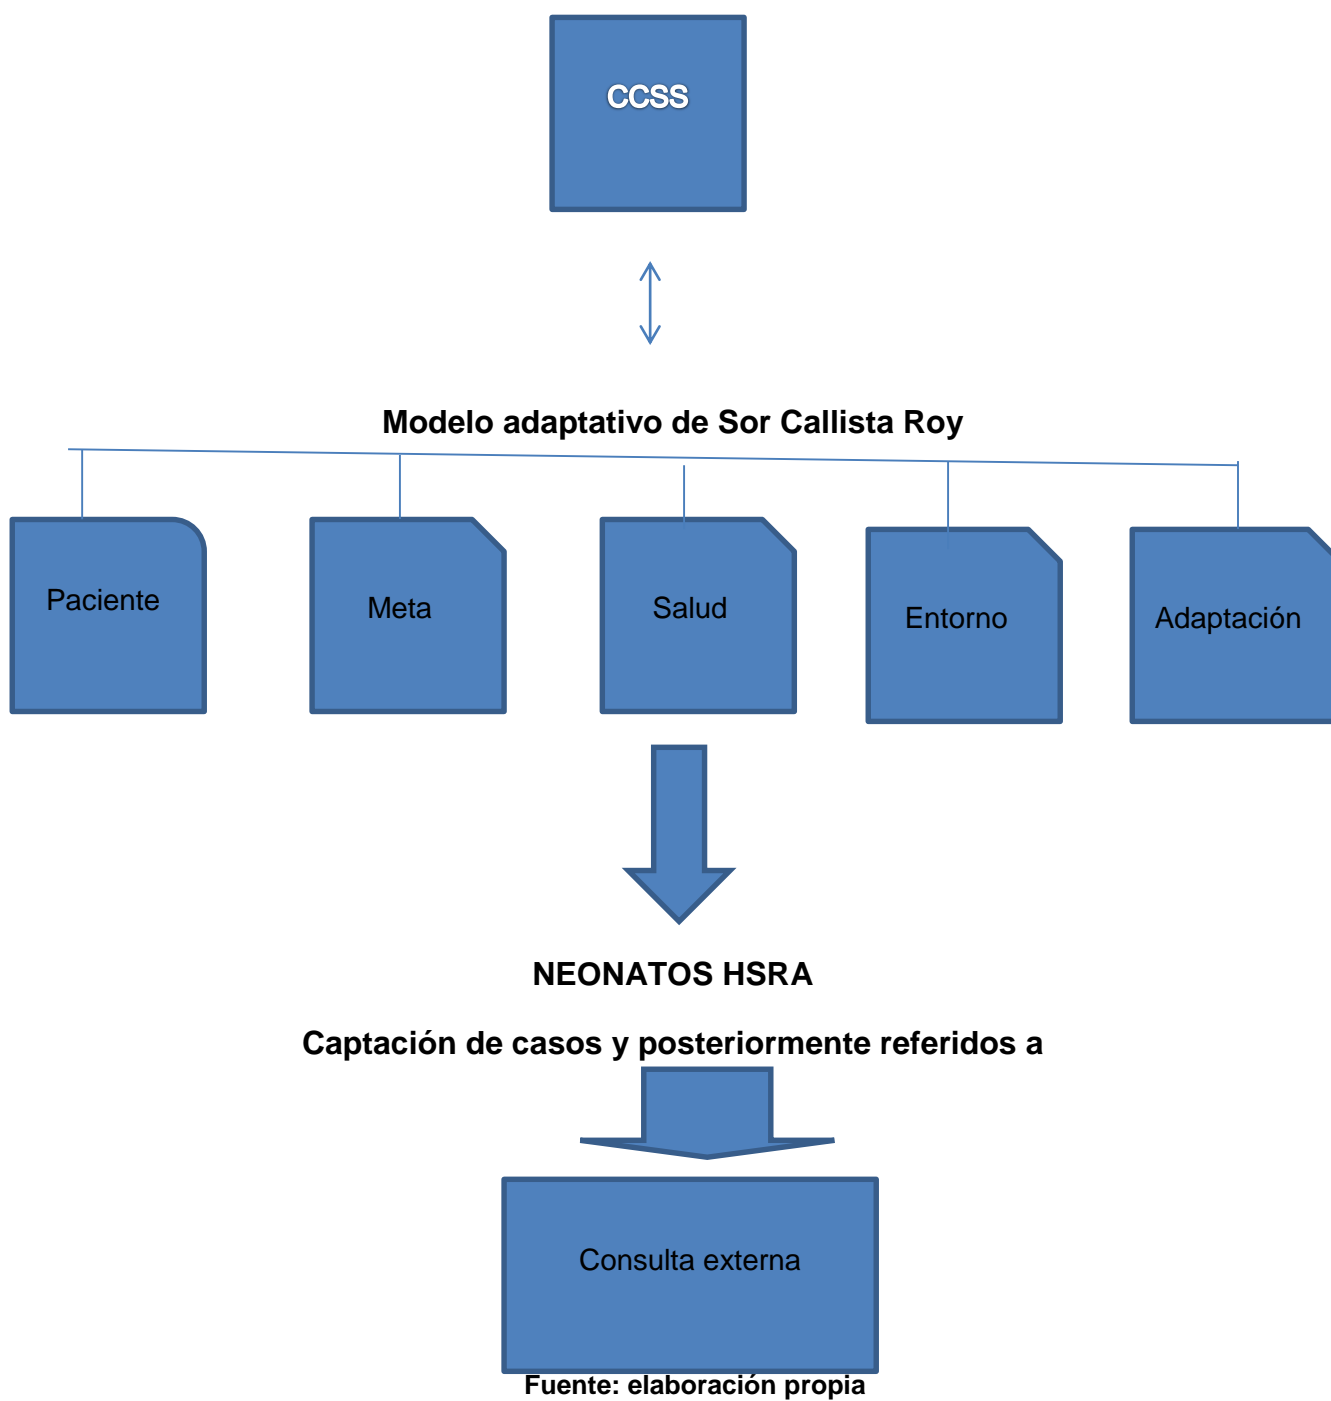 CCSS
Modelo adaptativo de Sor Callista Roy
Paciente
Meta
Salud
Entorno
Adaptación
NEONATOS HSRA
Captación de casos y posteriormente referidos a
Consulta externa
Fuente: elaboración propia